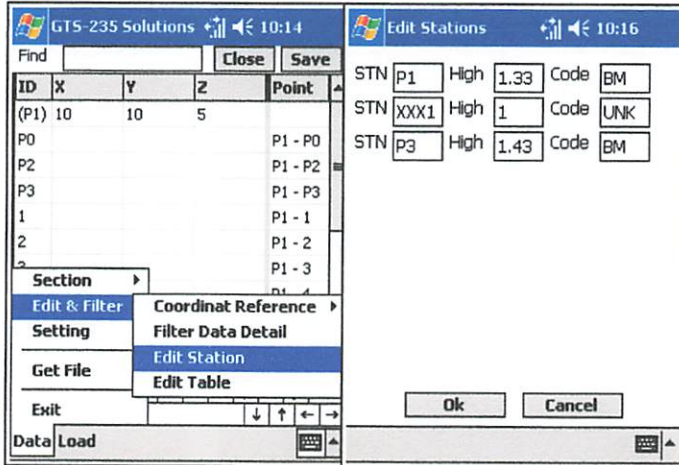 GTS-235 Solutions 10:14
Find Close Save
ID X Y Z Point
(P1) 10 10 5
P0 P1 - P0
P2 P1 - P2
P3 P1 - P3
1 P1 - 1
2 P1 - 2
P1 - 3
Section
Edit & Filter
Setting
Get File
Exit
Coordinat Reference
Filter Data Detail
Edit Station
Edit Table
Data Load
Edit Stations 10:16
STN P1 High 1.33 Code BM
STN XXX1 High 1 Code UNK
STN P3 High 1.43 Code BM
Ok Cancel